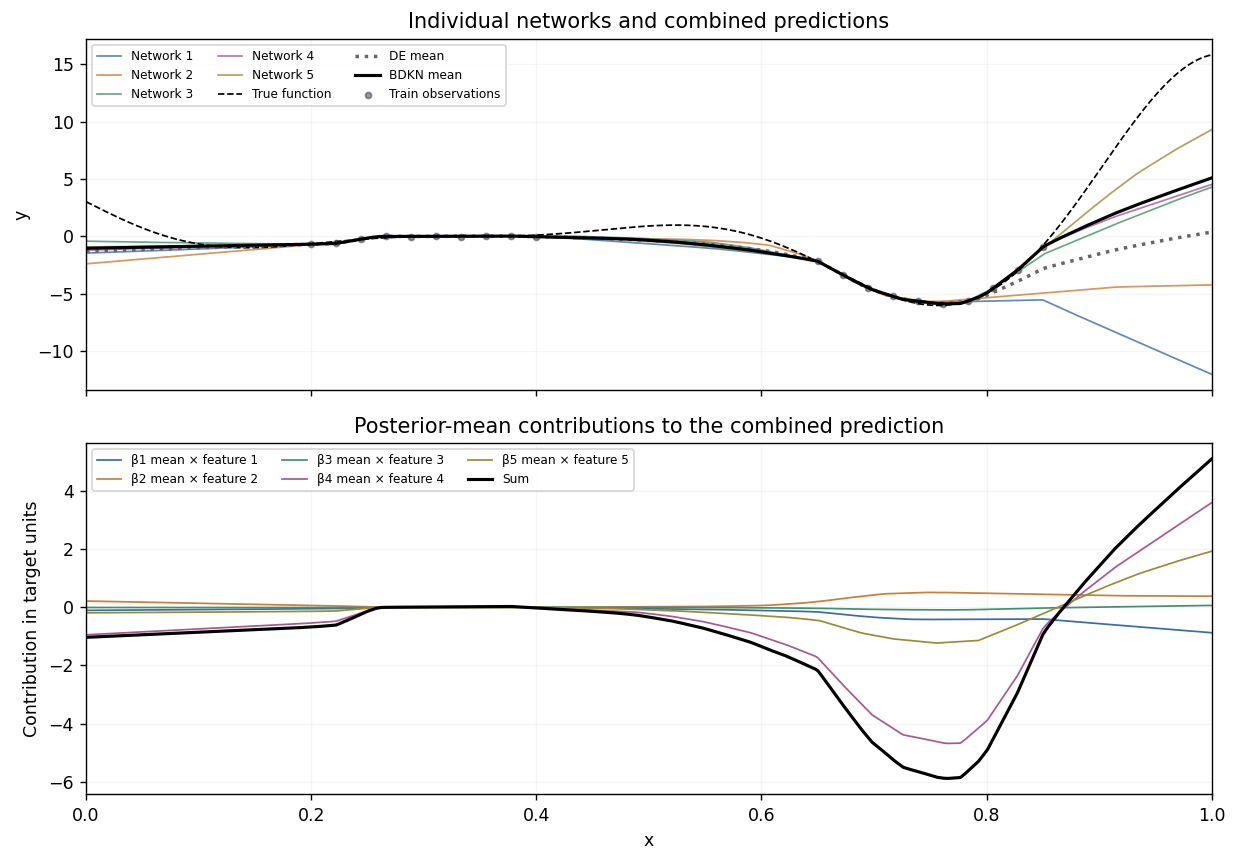 Individual networks and combined predictions
Network 1
Network 2
Network 3
Network 4
Network 5
True function
DE mean
BDKN mean
Train observations
15
10
5
0
−5
−10
y
Posterior-mean contributions to the combined prediction
β1 mean × feature 1
β2 mean × feature 2
β3 mean × feature 3
β4 mean × feature 4
β5 mean × feature 5
Sum
4
2
0
−2
−4
−6
Contribution in target units
0.0 0.2 0.4 0.6 0.8 1.0
x